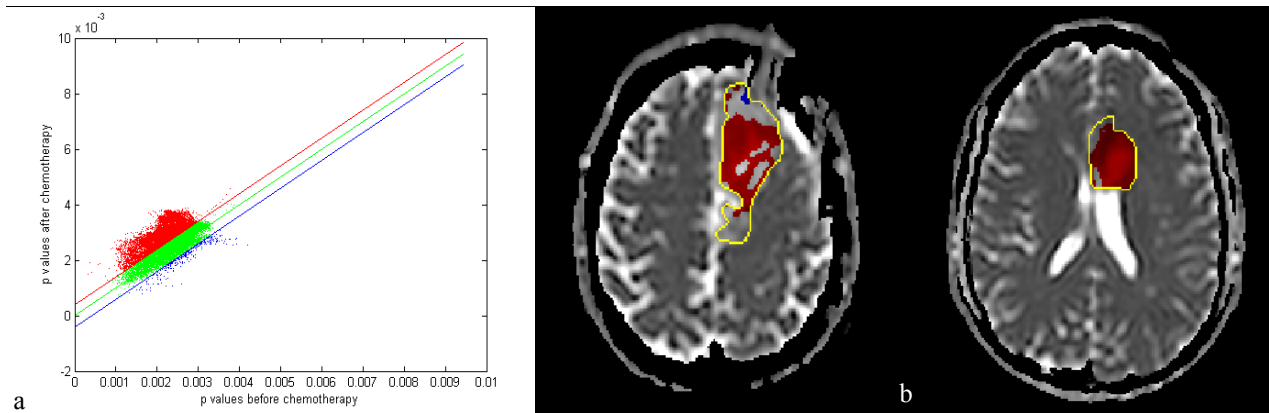 x 10⁻³
10
8
6
4
2
0
-2
p values after chemotherapy
0 0.001 0.002 0.003 0.004 0.005 0.006 0.007 0.008 0.009 0.01
p values before chemotherapy
a
b